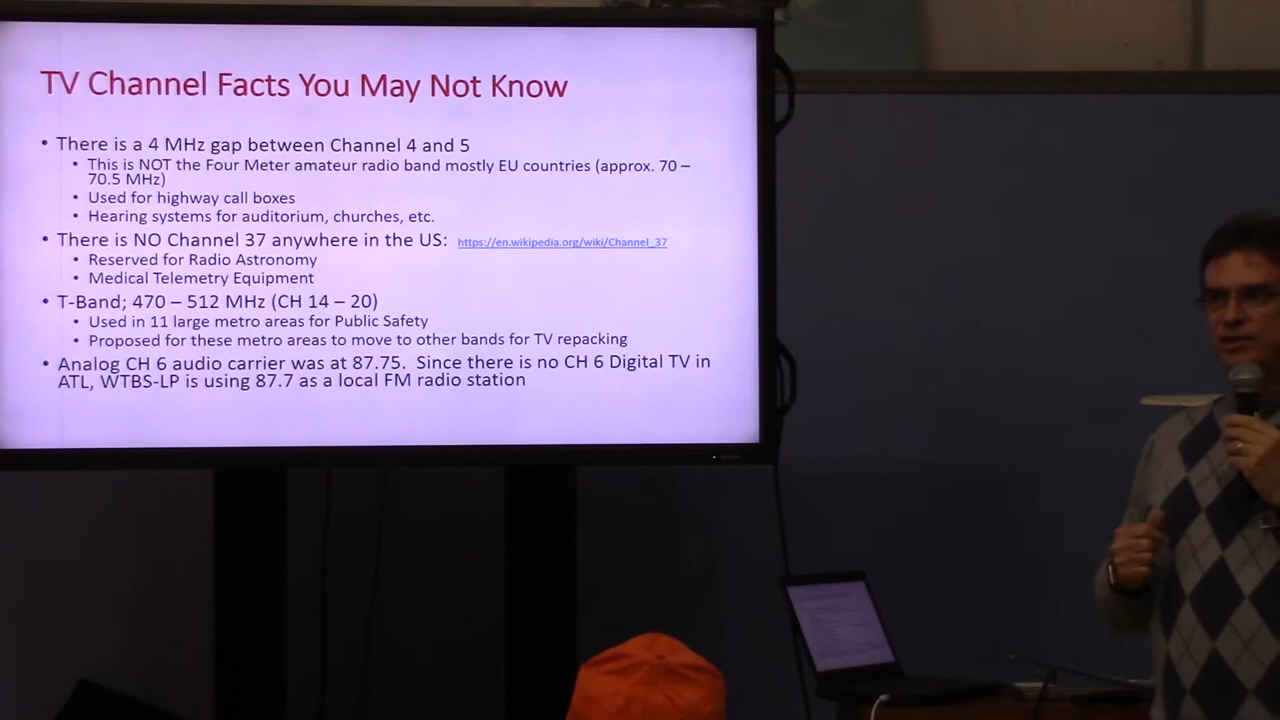 TV Channel Facts You May Not Know
• There is a 4 MHz gap between Channel 4 and 5
• This is NOT the Four Meter amateur radio band mostly EU countries (approx. 70 –
70.5 MHz)
• Used for highway call boxes
• Hearing systems for auditorium, churches, etc.
• There is NO Channel 37 anywhere in the US: https://en.wikipedia.org/wiki/Channel_37
• Reserved for Radio Astronomy
• Medical Telemetry Equipment
• T-Band; 470 – 512 MHz (CH 14 – 20)
• Used in 11 large metro areas for Public Safety
• Proposed for these metro areas to move to other bands for TV repacking
• Analog CH 6 audio carrier was at 87.75. Since there is no CH 6 Digital TV in
ATL, WTBS-LP is using 87.7 as a local FM radio station